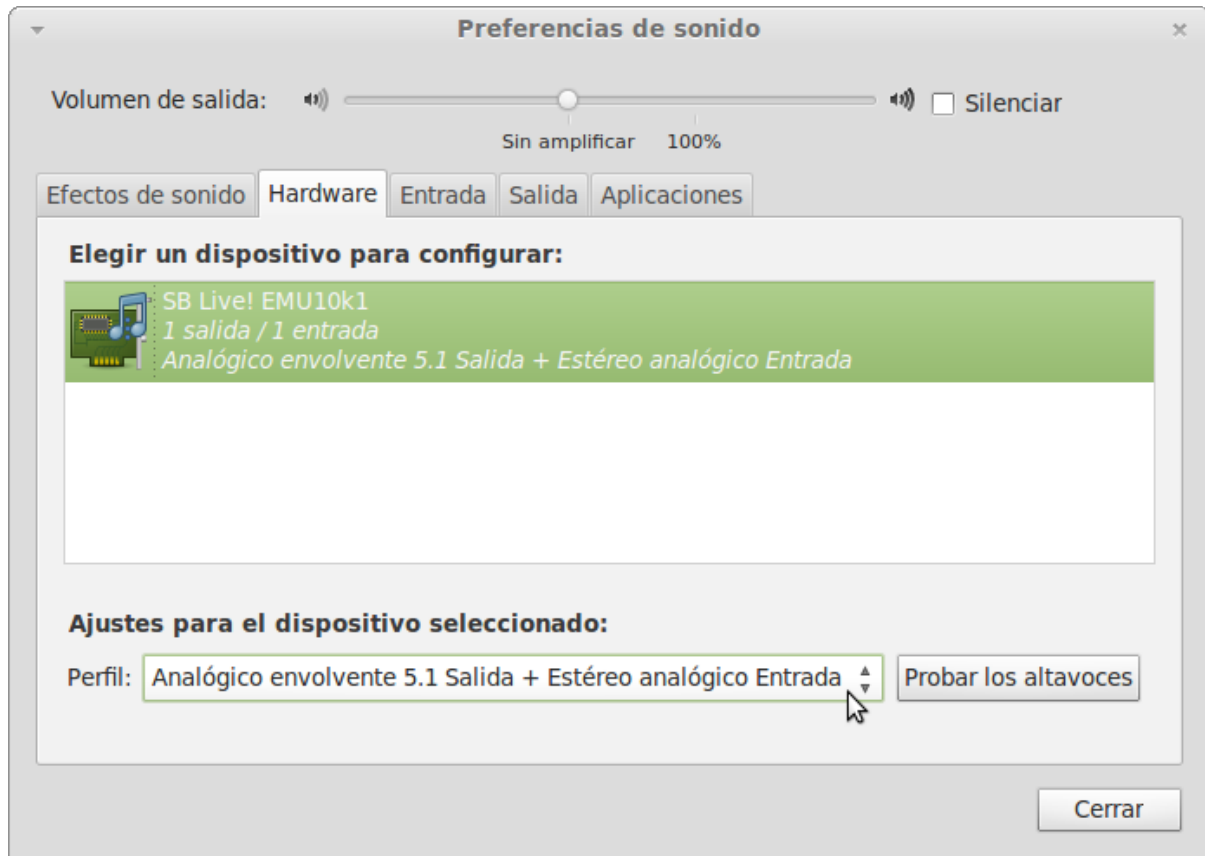 Preferencias de sonido
Volumen de salida:
Silenciar
Sin amplificar 100%
Efectos de sonido Hardware Entrada Salida Aplicaciones
Elegir un dispositivo para configurar:
SB Live! EMU10k1
1 salida / 1 entrada
Analógico envolvente 5.1 Salida + Estéreo analógico Entrada
Ajustes para el dispositivo seleccionado:
Perfil: Analógico envolvente 5.1 Salida + Estéreo analógico Entrada Probar los altavoces
Cerrar